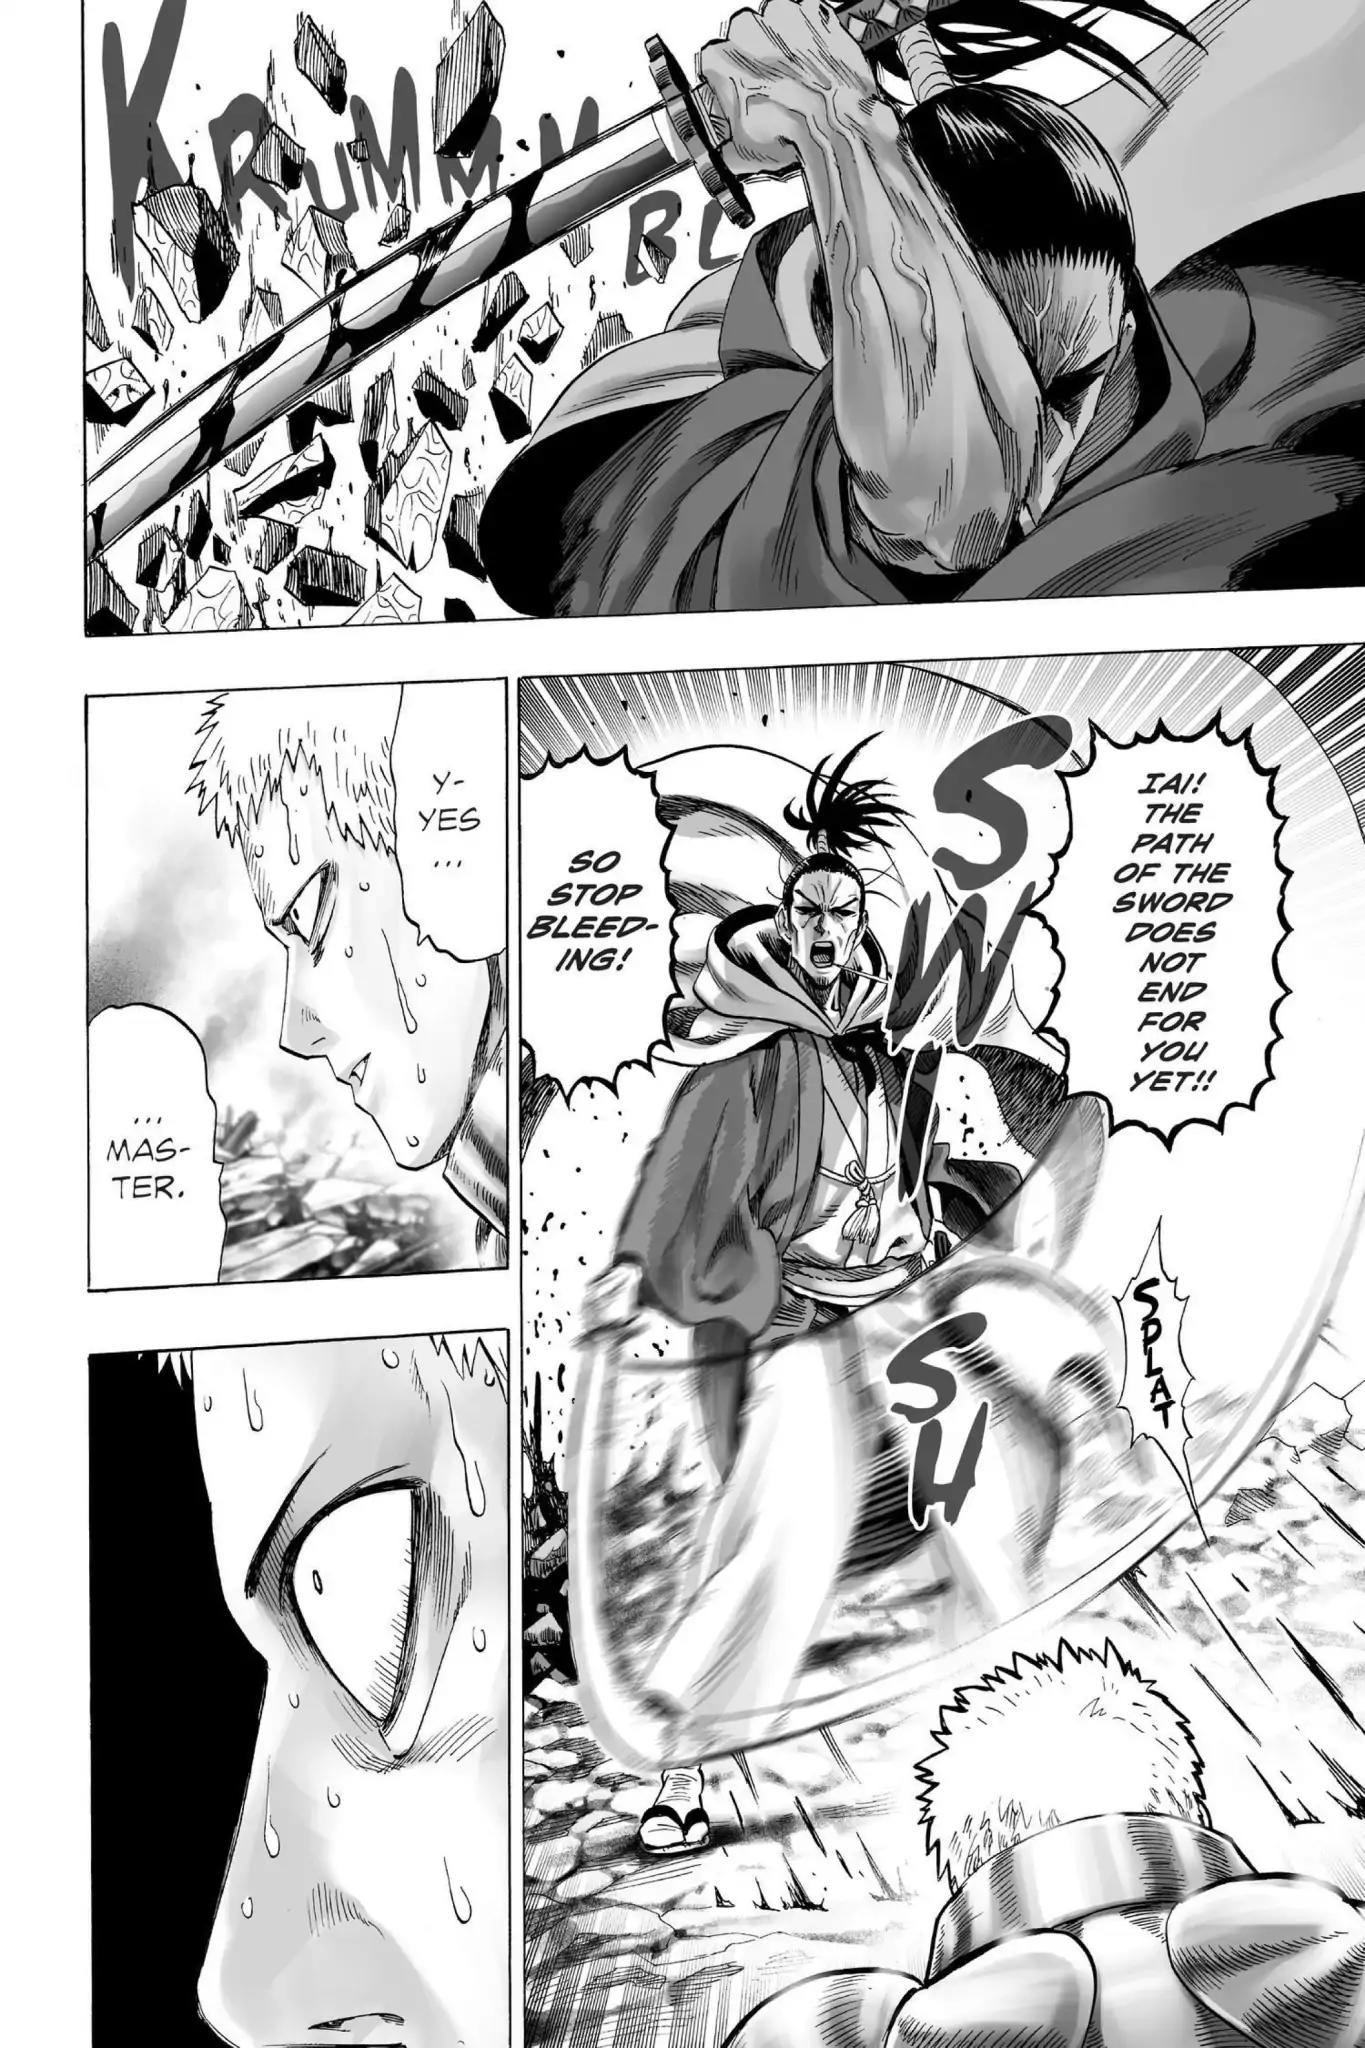 KRUMMM
BL
IAI!
THE
PATH
OF THE
SWORD
DOES
NOT
END
FOR
YOU
YET!!
SWI
SH
SO
STOP
BLEED-
ING!
SPLAT
Y-
YES
...
...
MAS-
TER.